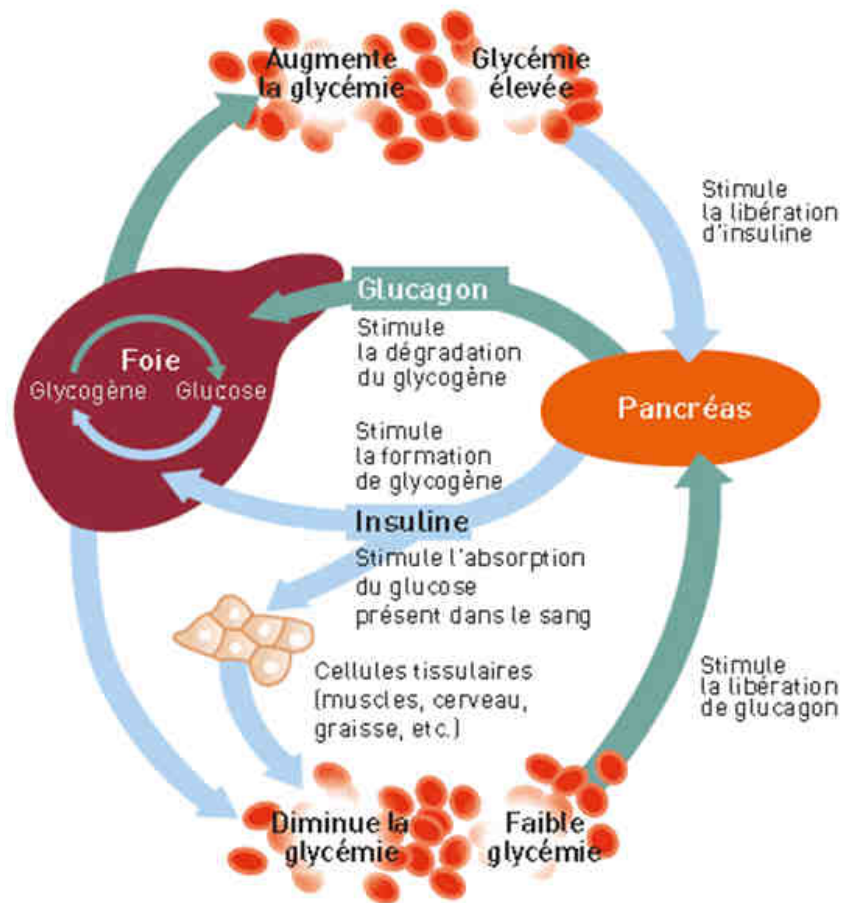 Augmente
la glycémie
Glycémie
élevée
Stimule
la libération
d'insuline
Glucagon
Stimule
la dégradation
du glycogène
Foie
Glycogène
Glucose
Pancréas
Stimule
la formation
de glycogène
Insuline
Stimule l'absorption
du glucose
présent dans le sang
Cellules tissulaires
(muscles, cerveau,
graisse, etc.)
Stimule
la libération
de glucagon
Diminue la
glycémie
Faible
glycémie